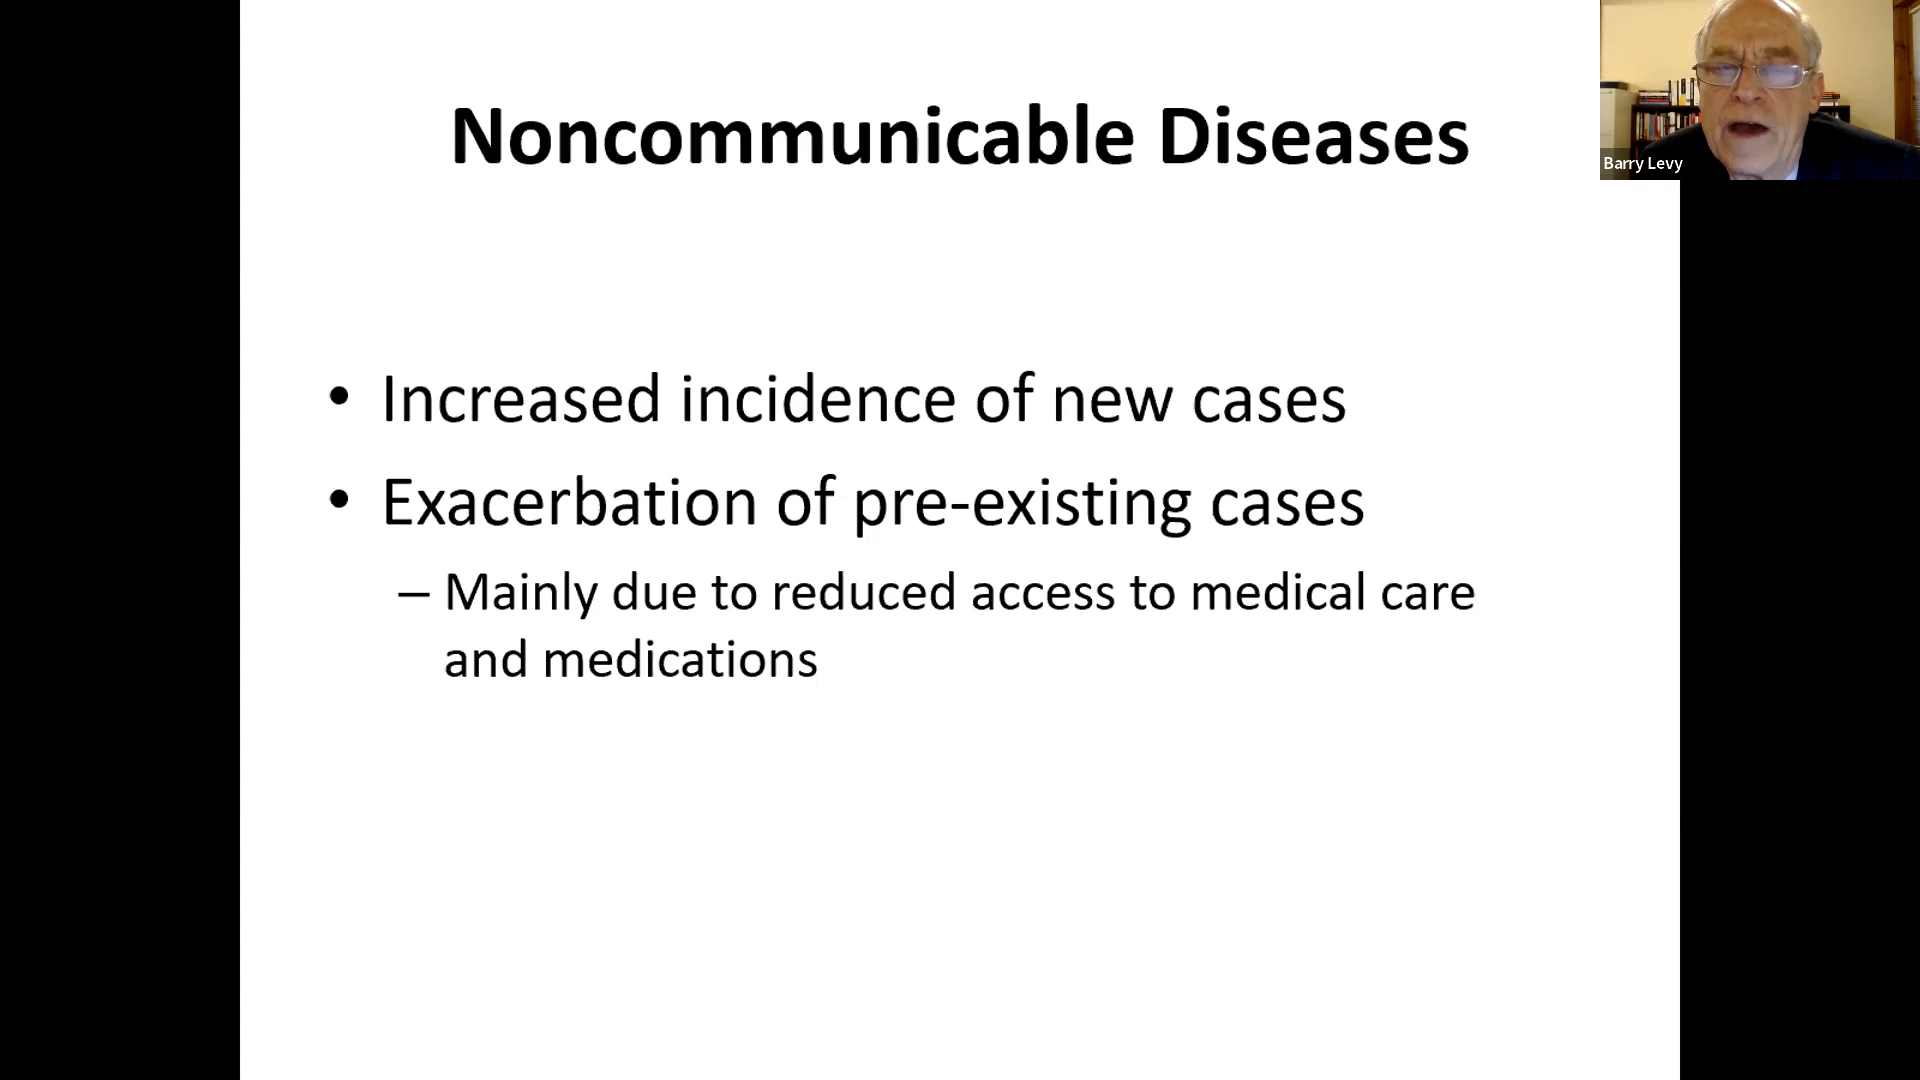 Noncommunicable Diseases
Barry Levy
• Increased incidence of new cases
• Exacerbation of pre-existing cases
– Mainly due to reduced access to medical care
and medications